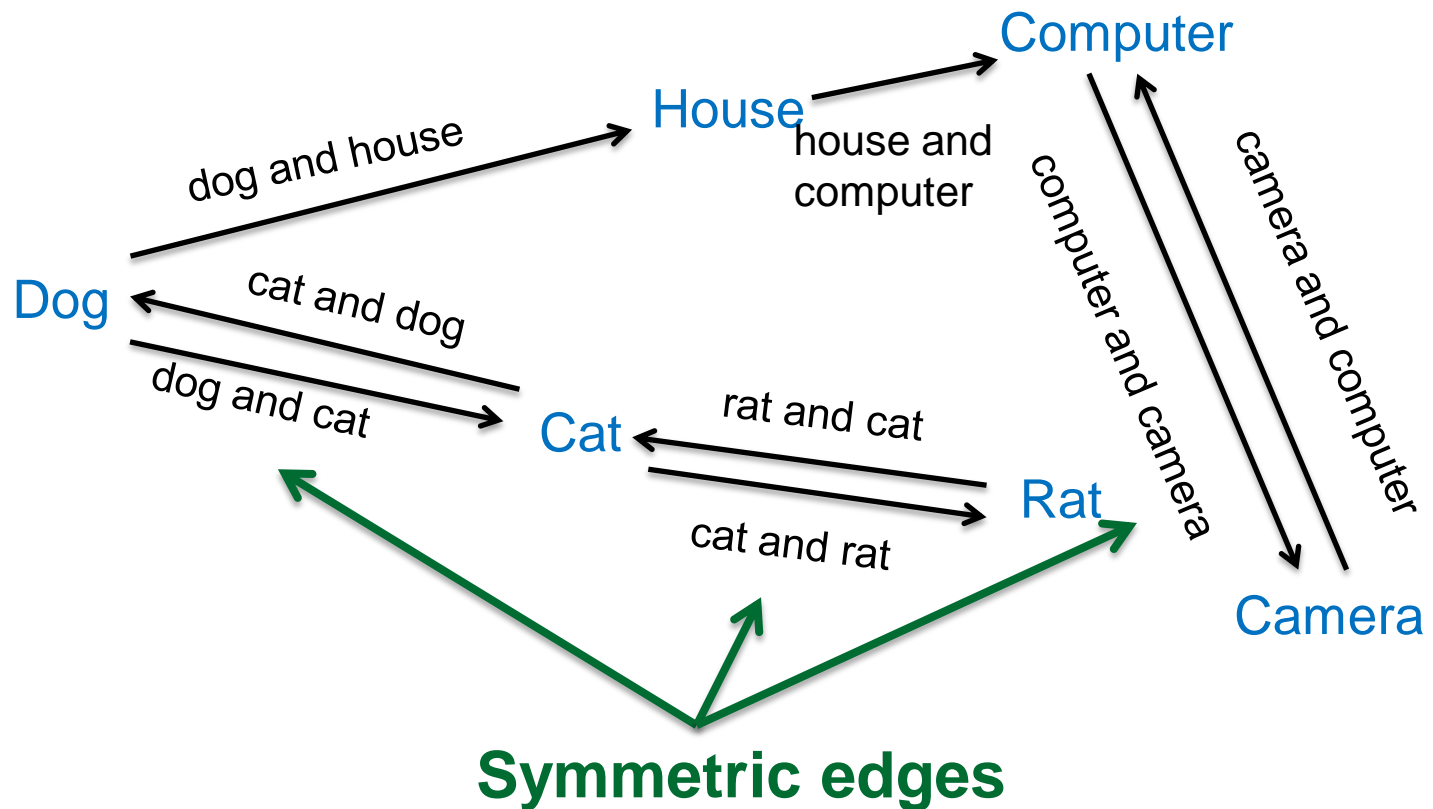 Computer
House
dog and house
house and
computer
computer and camera
camera and computer
Dog
cat and dog
dog and cat
Cat
rat and cat
cat and rat
Rat
Camera
Symmetric edges